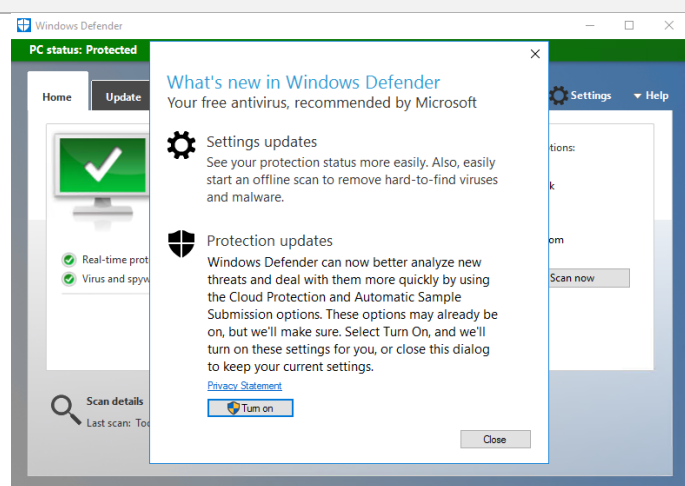 Windows Defender
PC status: Protected
Home
Update
Settings
Help
What's new in Windows Defender
Your free antivirus, recommended by Microsoft
Settings updates
See your protection status more easily. Also, easily
start an offline scan to remove hard-to-find viruses
and malware.
Protection updates
Windows Defender can now better analyze new
threats and deal with them more quickly by using
the Cloud Protection and Automatic Sample
Submission options. These options may already be
on, but we'll make sure. Select Turn On, and we'll
turn on these settings for you, or close this dialog
to keep your current settings.
Privacy Statement
Turn on
Close
Real-time prot
Virus and spyw
tions:
k
om
Scan now
Scan details
Last scan: To